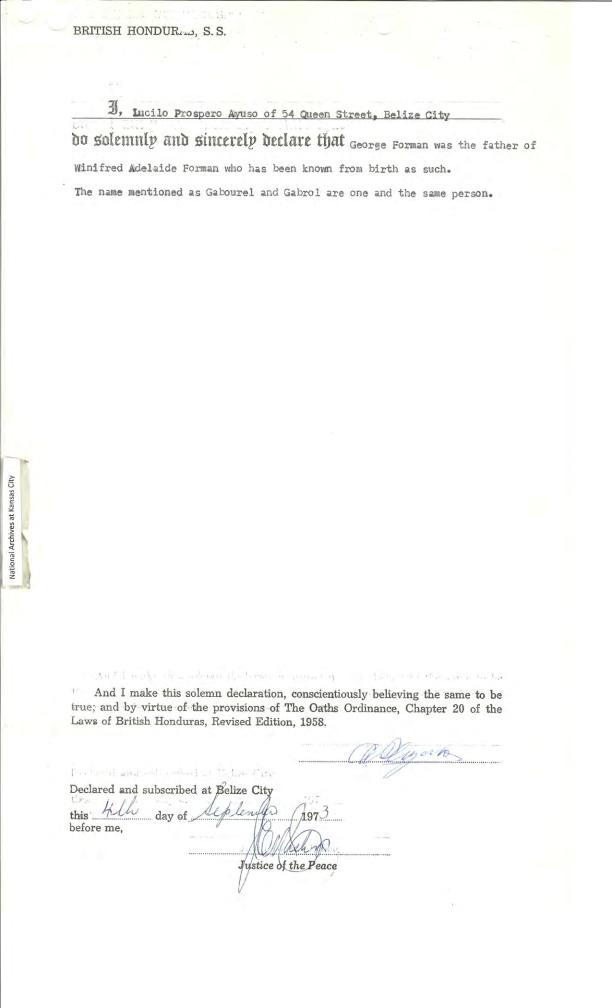 BRITISH HONDURAS, S. S.
I, Lucilo Prospero Ayuso of 54 Queen Street, Belize City
do solemnly and sincerely declare that George Forman was the father of
Winifred Adelaide Forman who has been known from birth as such.
The name mentioned as Gabourel and Gabrol are one and the same person.
National Archives at Kansas City
And I make this solemn declaration, conscientiously believing the same to be
true; and by virtue of the provisions of The Oaths Ordinance, Chapter 20 of the
Laws of British Honduras, Revised Edition, 1958.
Declared and subscribed at Belize City
this 4th day of September 1973
before me,
Justice of the Peace